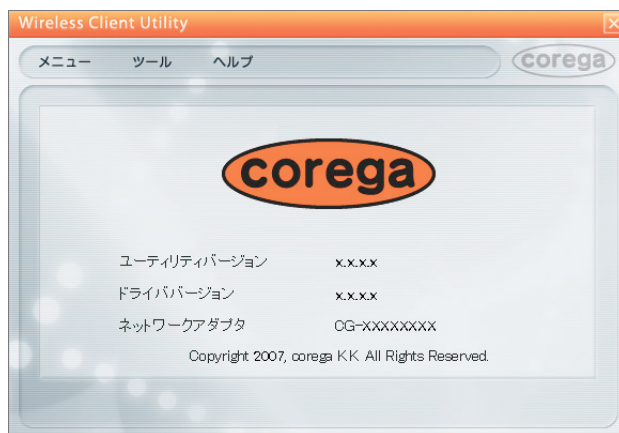 Wireless Client Utility
メニュー ツール ヘルプ corega
corega
ユーティリティバージョン x.x.x.x
ドライババージョン x.x.x.x
ネットワークアダプタ CG-XXXXXXXX
Copyright 2007, corega K.K. All Rights Reserved.